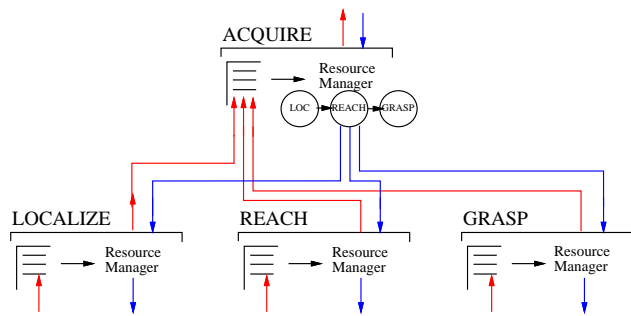 ACQUIRE
Resource
Manager
LOC REACH GRASP
LOCALIZE REACH GRASP
Resource Resource Resource
Manager Manager Manager